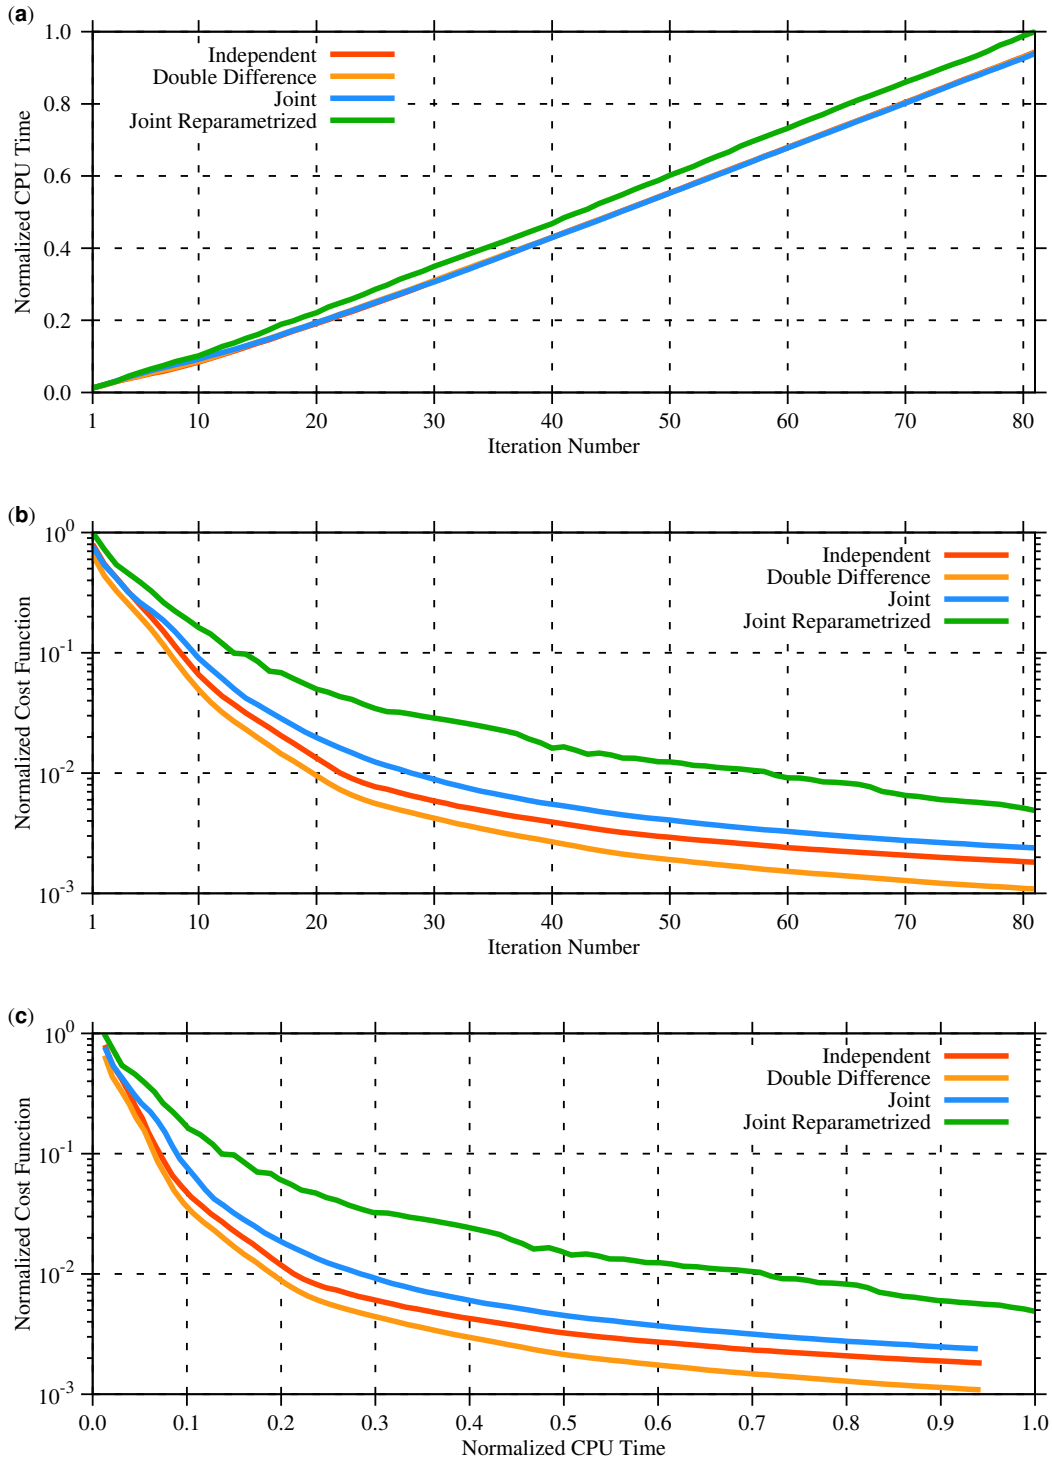 (a)
1.0
0.8
0.6
0.4
0.2
0.0
Normalized CPU Time
Independent
Double Difference
Joint
Joint Reparametrized
1 10 20 30 40 50 60 70 80
Iteration Number
(b)
10^0
10^-1
10^-2
10^-3
Normalized Cost Function
Independent
Double Difference
Joint
Joint Reparametrized
1 10 20 30 40 50 60 70 80
Iteration Number
(c)
10^0
10^-1
10^-2
10^-3
Normalized Cost Function
Independent
Double Difference
Joint
Joint Reparametrized
0.0 0.1 0.2 0.3 0.4 0.5 0.6 0.7 0.8 0.9 1.0
Normalized CPU Time